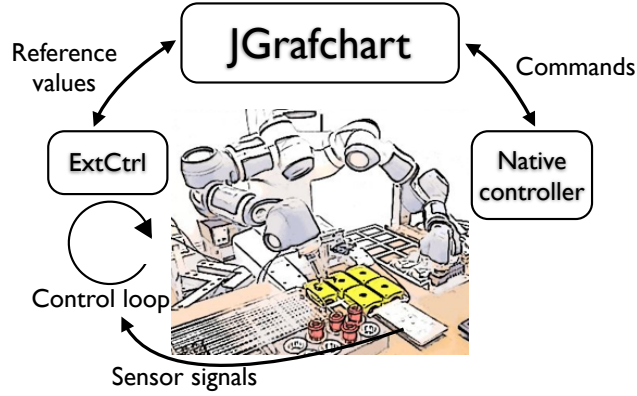 JGrafchart
Reference
values
Commands
ExtCtrl
Native
controller
Control loop
Sensor signals